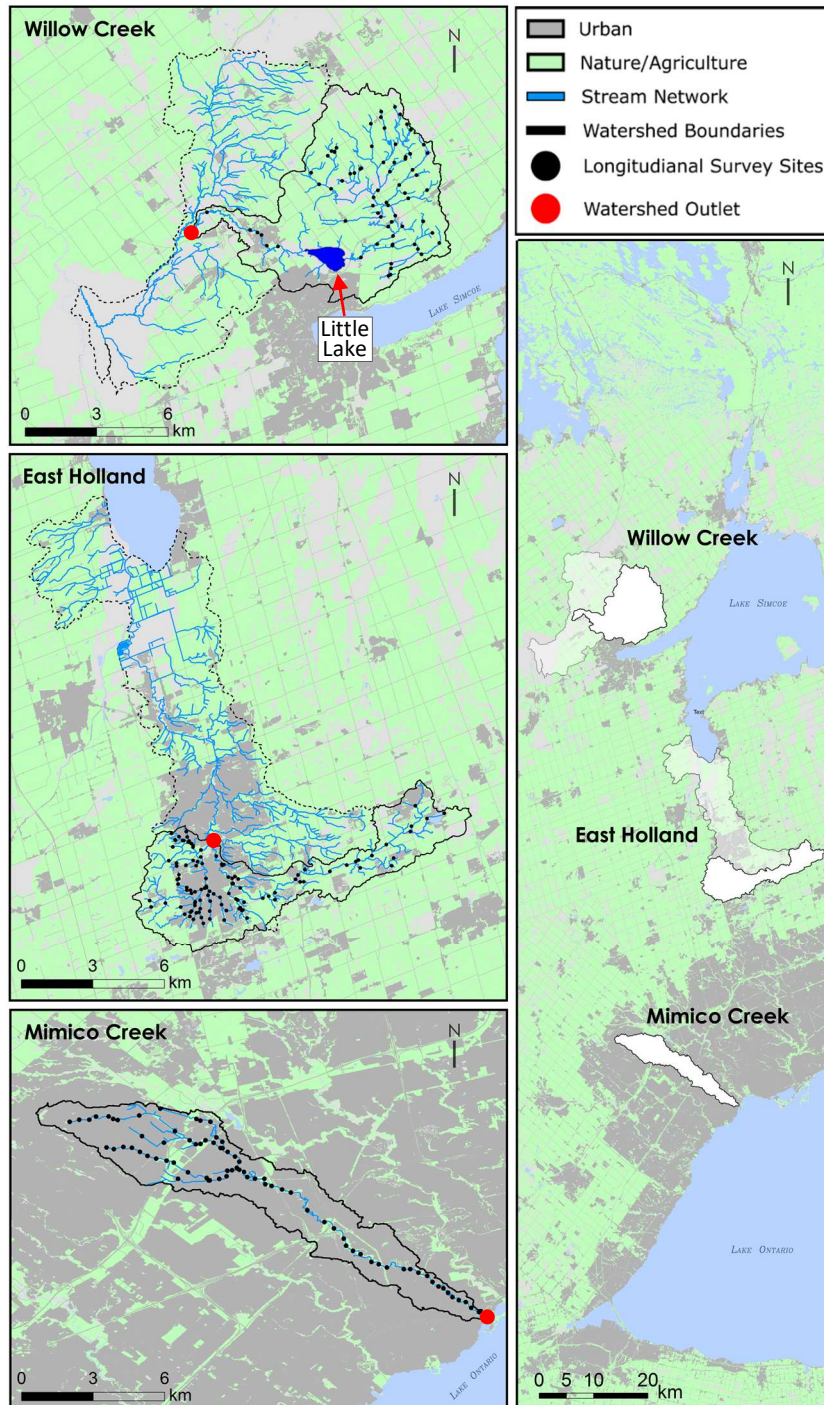 Willow Creek
N
LAKE SIMCOE
Little
Lake
0 3 6
km
Urban
Nature/Agriculture
Stream Network
Watershed Boundaries
Longitudianal Survey Sites
Watershed Outlet
East Holland
N
0 3 6
km
Mimico Creek
N
LAKE ONTARIO
0 3 6
km
N
Willow Creek
LAKE SIMCOE
Text
East Holland
Mimico Creek
LAKE ONTARIO
0 5 10 20
km